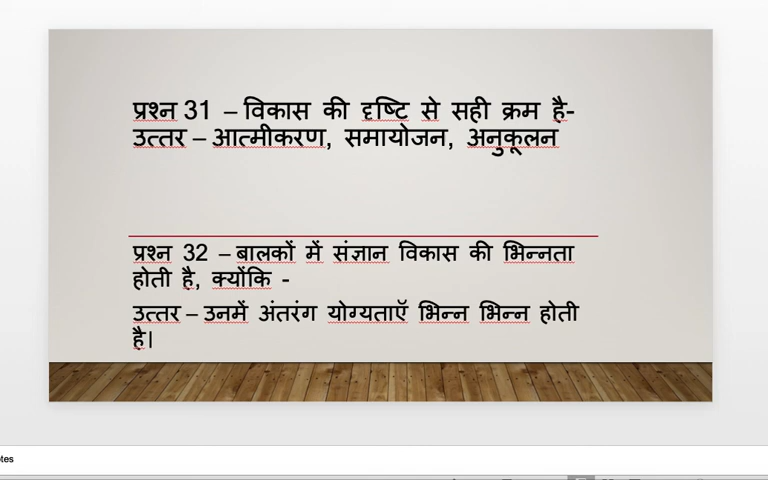 प्रश्न 31 – विकास की दृष्टि से सही क्रम है-
उत्तर – आत्मीकरण, समायोजन, अनुकूलन
प्रश्न 32 – बालकों में संज्ञान विकास की भिन्नता
होती है, क्योंकि -
उत्तर – उनमें अंतरंग योग्यताएॅ भिन्न भिन्न होती
है।
otes